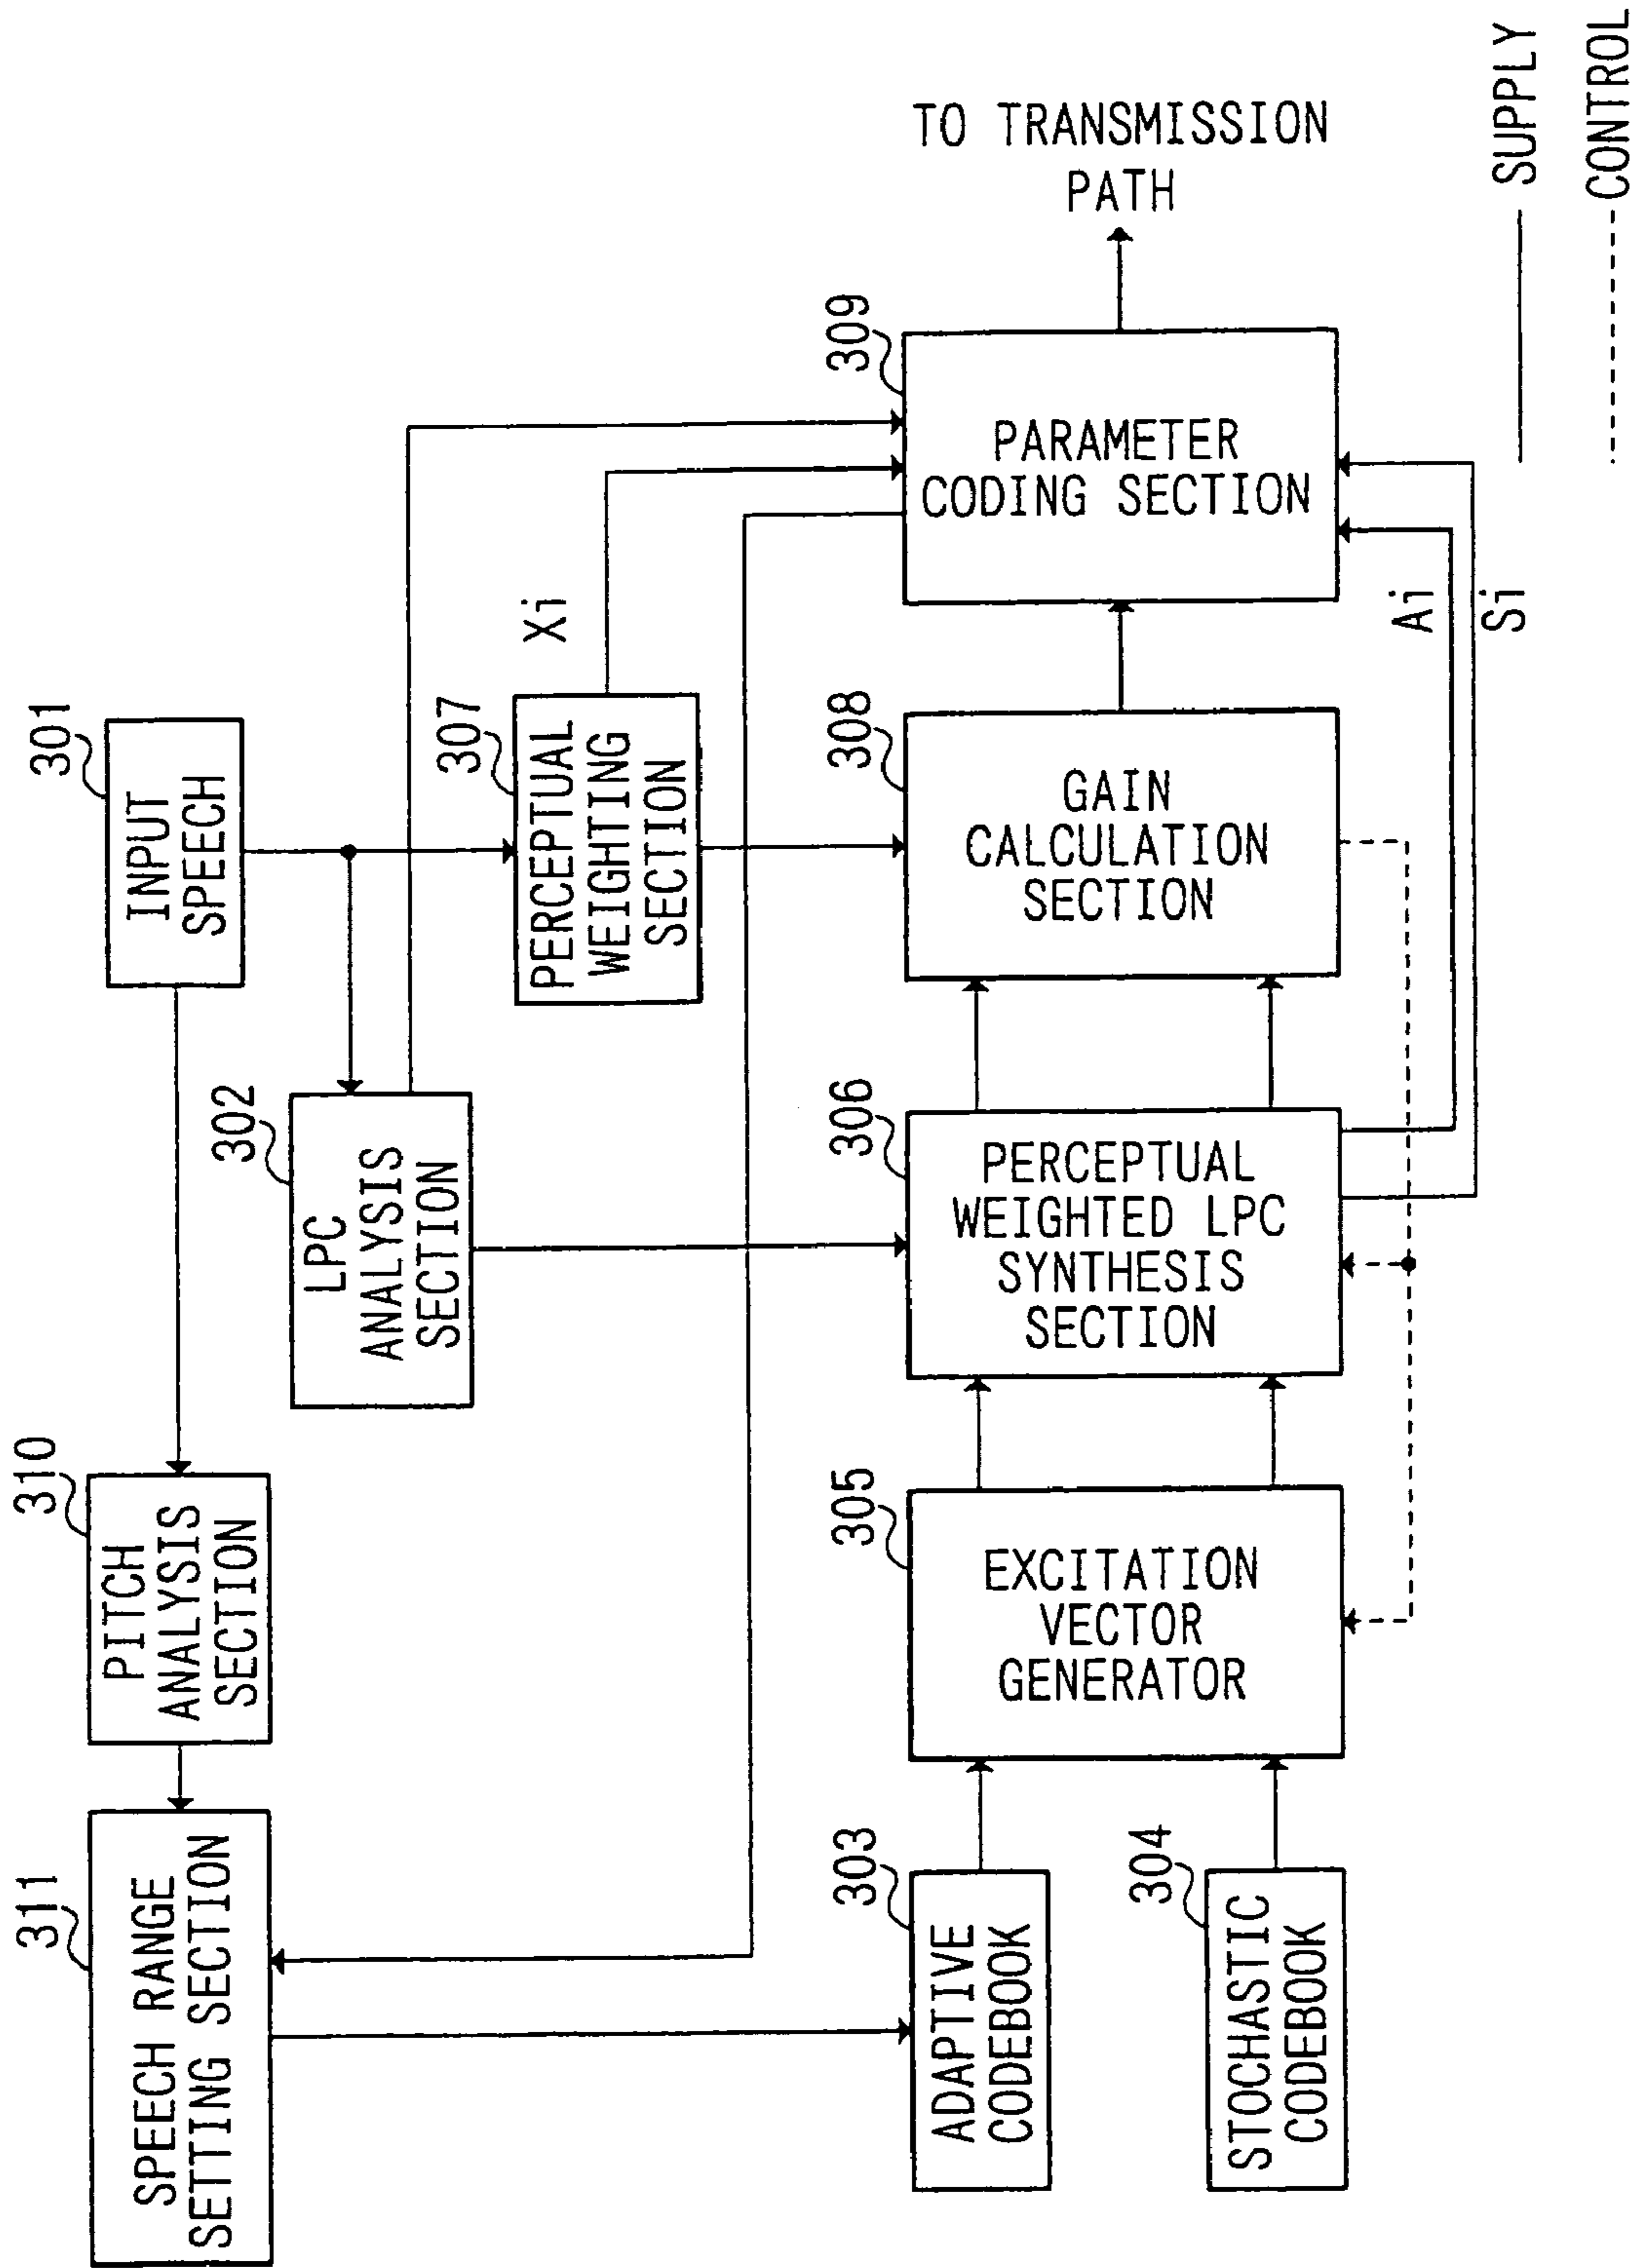 311
SPEECH RANGE
SETTING SECTION
310
PITCH
ANALYSIS
SECTION
301
INPUT
SPEECH
302
LPC
ANALYSIS
SECTION
307
PERCEPTUAL
WEIGHTING
SECTION
Xi
303
ADAPTIVE
CODEBOOK
304
STOCHASTIC
CODEBOOK
305
EXCITATION
VECTOR
GENERATOR
306
PERCEPTUAL
WEIGHTED LPC
SYNTHESIS
SECTION
308
GAIN
CALCULATION
SECTION
309
PARAMETER
CODING SECTION
TO TRANSMISSION
PATH
Ai
Si
SUPPLY
CONTROL